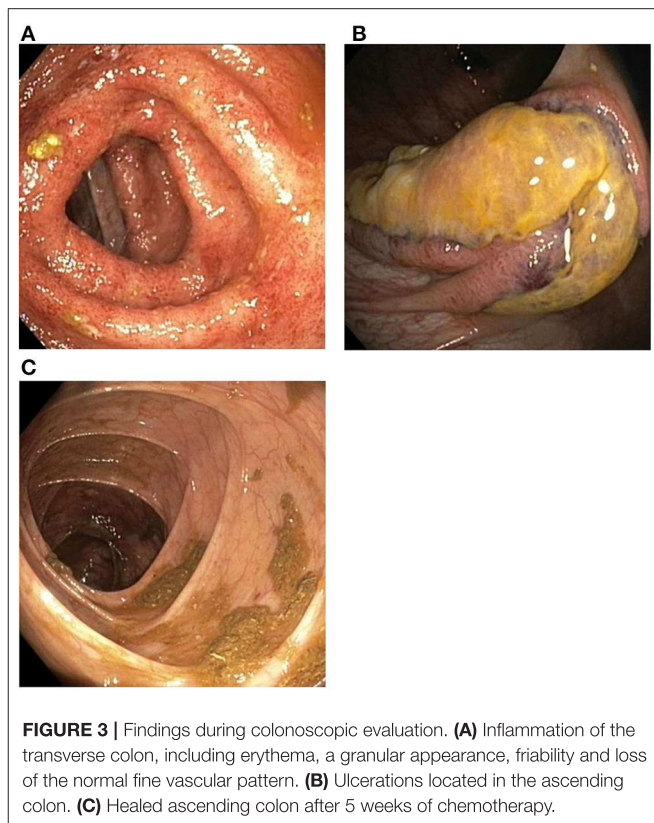 A
B
C
FIGURE 3 | Findings during colonoscopic evaluation. (A) Inflammation of the
transverse colon, including erythema, a granular appearance, friability and loss
of the normal fine vascular pattern. (B) Ulcerations located in the ascending
colon. (C) Healed ascending colon after 5 weeks of chemotherapy.